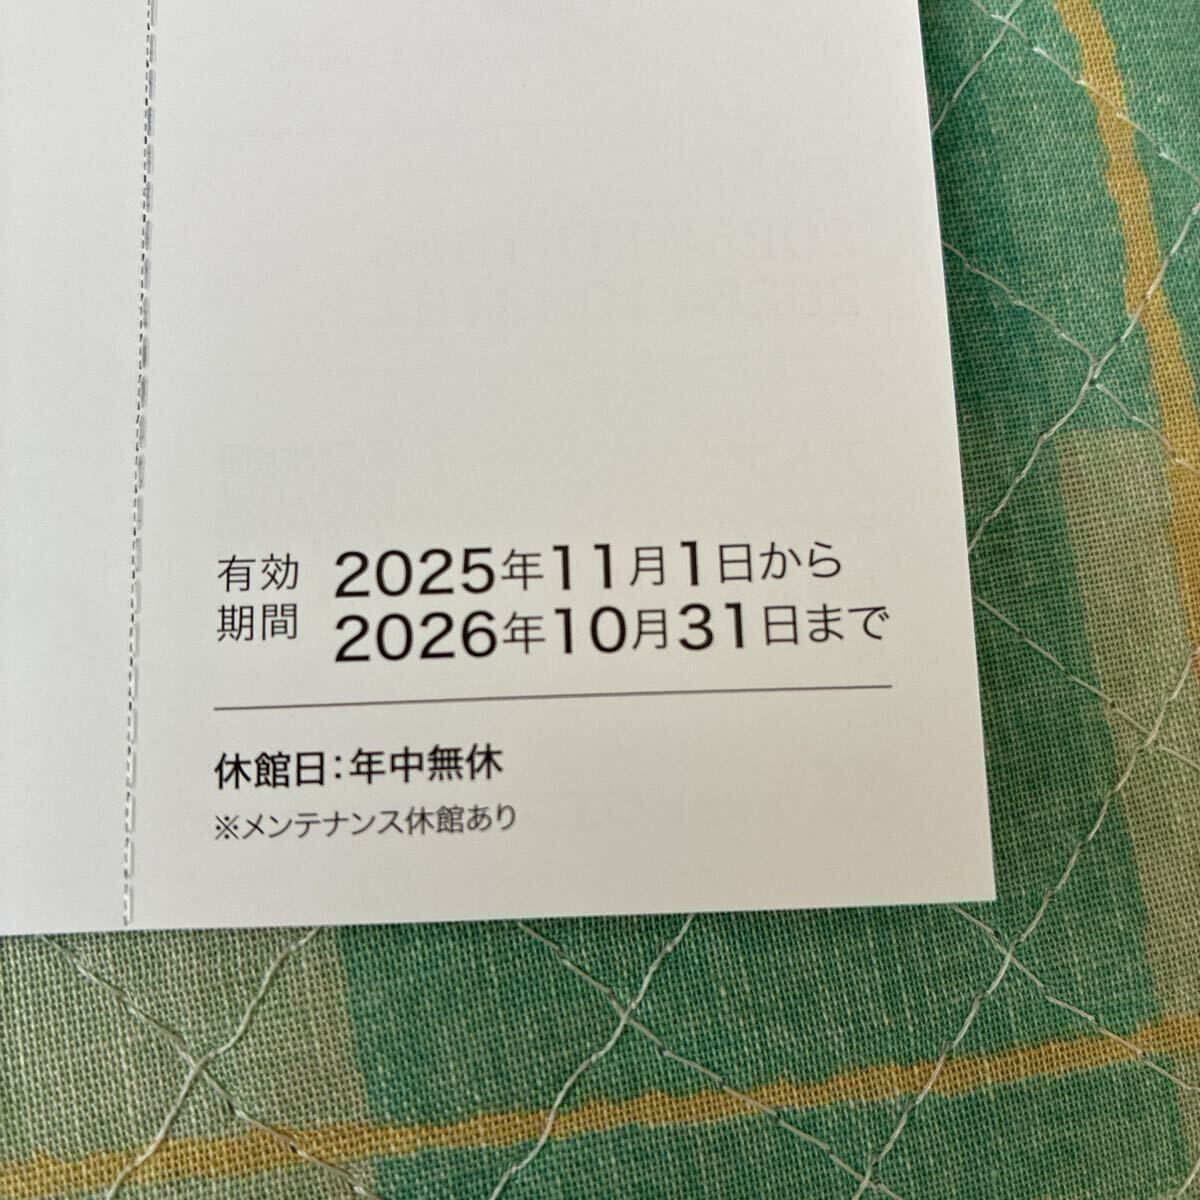 有効期間 2025年11月1日から
2026年10月31日まで
休館日：年中無休
※メンテナンス休館あり